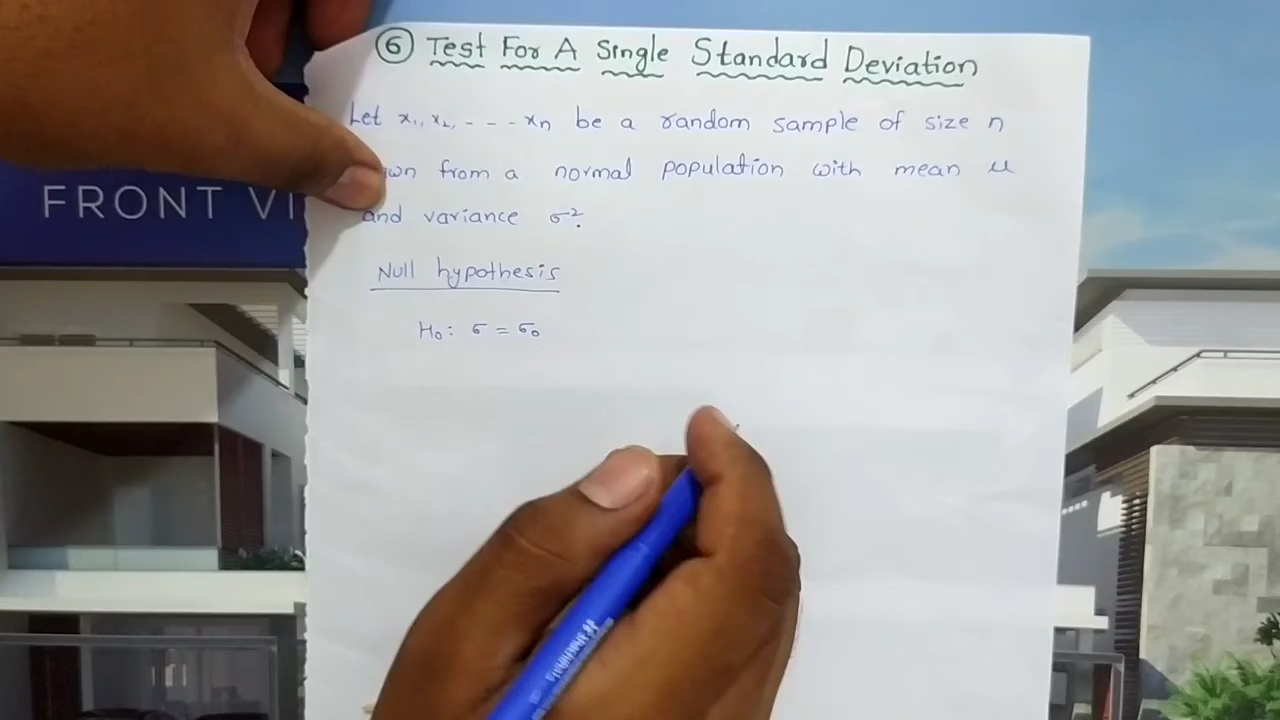 ⑥ Test For A Single Standard Deviation
Let x₁, x₂, - - - xn be a random sample of size n
from a normal population with mean μ
and variance σ².
Null hypothesis
H₀: σ = σ₀
FRONT